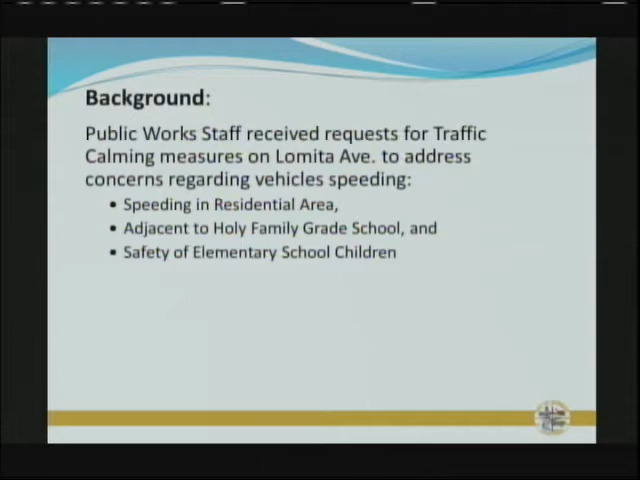 Background:
Public Works Staff received requests for Traffic
Calming measures on Lomita Ave. to address
concerns regarding vehicles speeding:
• Speeding in Residential Area,
• Adjacent to Holy Family Grade School, and
• Safety of Elementary School Children